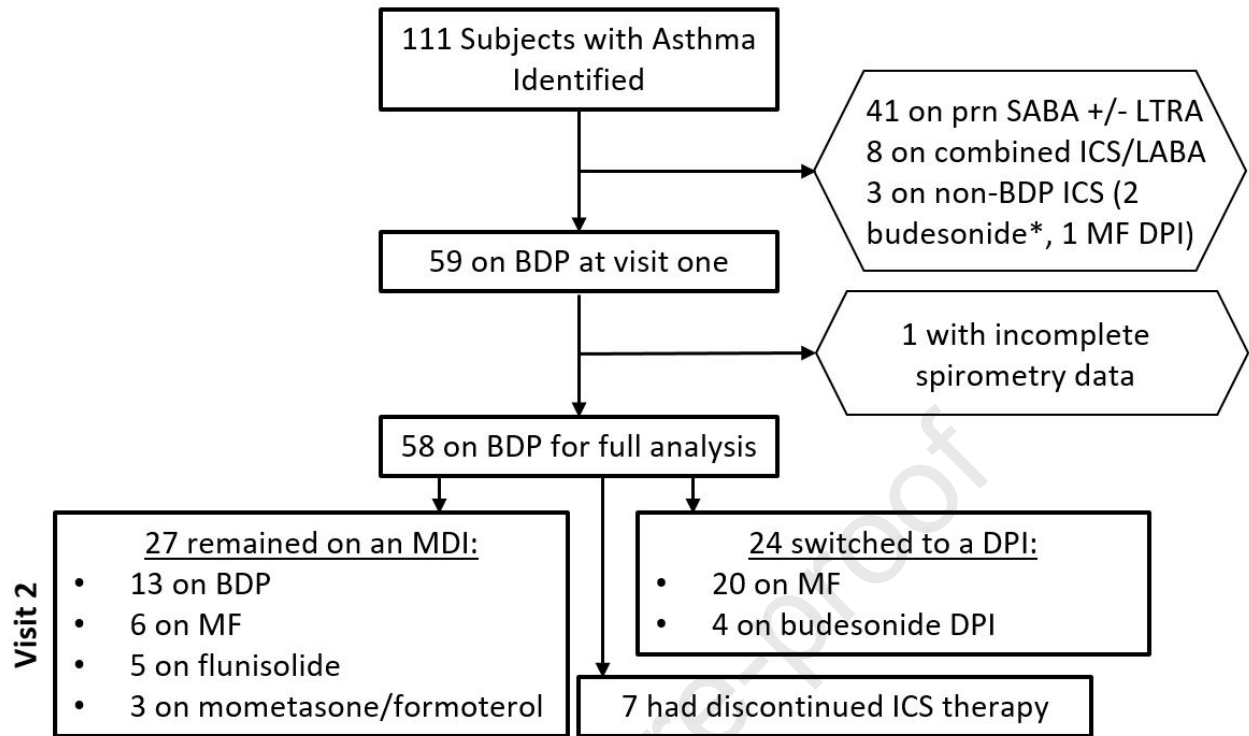 111 Subjects with Asthma
Identified
41 on prn SABA +/- LTRA
8 on combined ICS/LABA
3 on non-BDP ICS (2
budesonide*, 1 MF DPI)
59 on BDP at visit one
1 with incomplete
spirometry data
58 on BDP for full analysis
Visit 2
27 remained on an MDI:
• 13 on BDP
• 6 on MF
• 5 on flunisolide
• 3 on mometasone/formoterol
24 switched to a DPI:
• 20 on MF
• 4 on budesonide DPI
7 had discontinued ICS therapy
re-proof